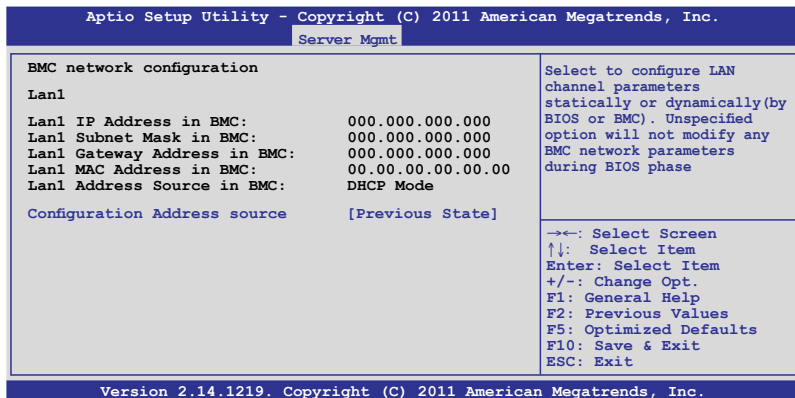 Aptio Setup Utility - Copyright (C) 2011 American Megatrends, Inc.
Server Mgmt
BMC network configuration
Lan1
Lan1 IP Address in BMC: 000.000.000.000
Lan1 Subnet Mask in BMC: 000.000.000.000
Lan1 Gateway Address in BMC: 000.000.000.000
Lan1 MAC Address in BMC: 00.00.00.00.00.00
Lan1 Address Source in BMC: DHCP Mode
Configuration Address source [Previous State]
Select to configure LAN
channel parameters
statically or dynamically(by
BIOS or BMC). Unspecified
option will not modify any
BMC network parameters
during BIOS phase
→←: Select Screen
↑↓: Select Item
Enter: Select Item
+/-: Change Opt.
F1: General Help
F2: Previous Values
F5: Optimized Defaults
F10: Save & Exit
ESC: Exit
Version 2.14.1219. Copyright (C) 2011 American Megatrends, Inc.